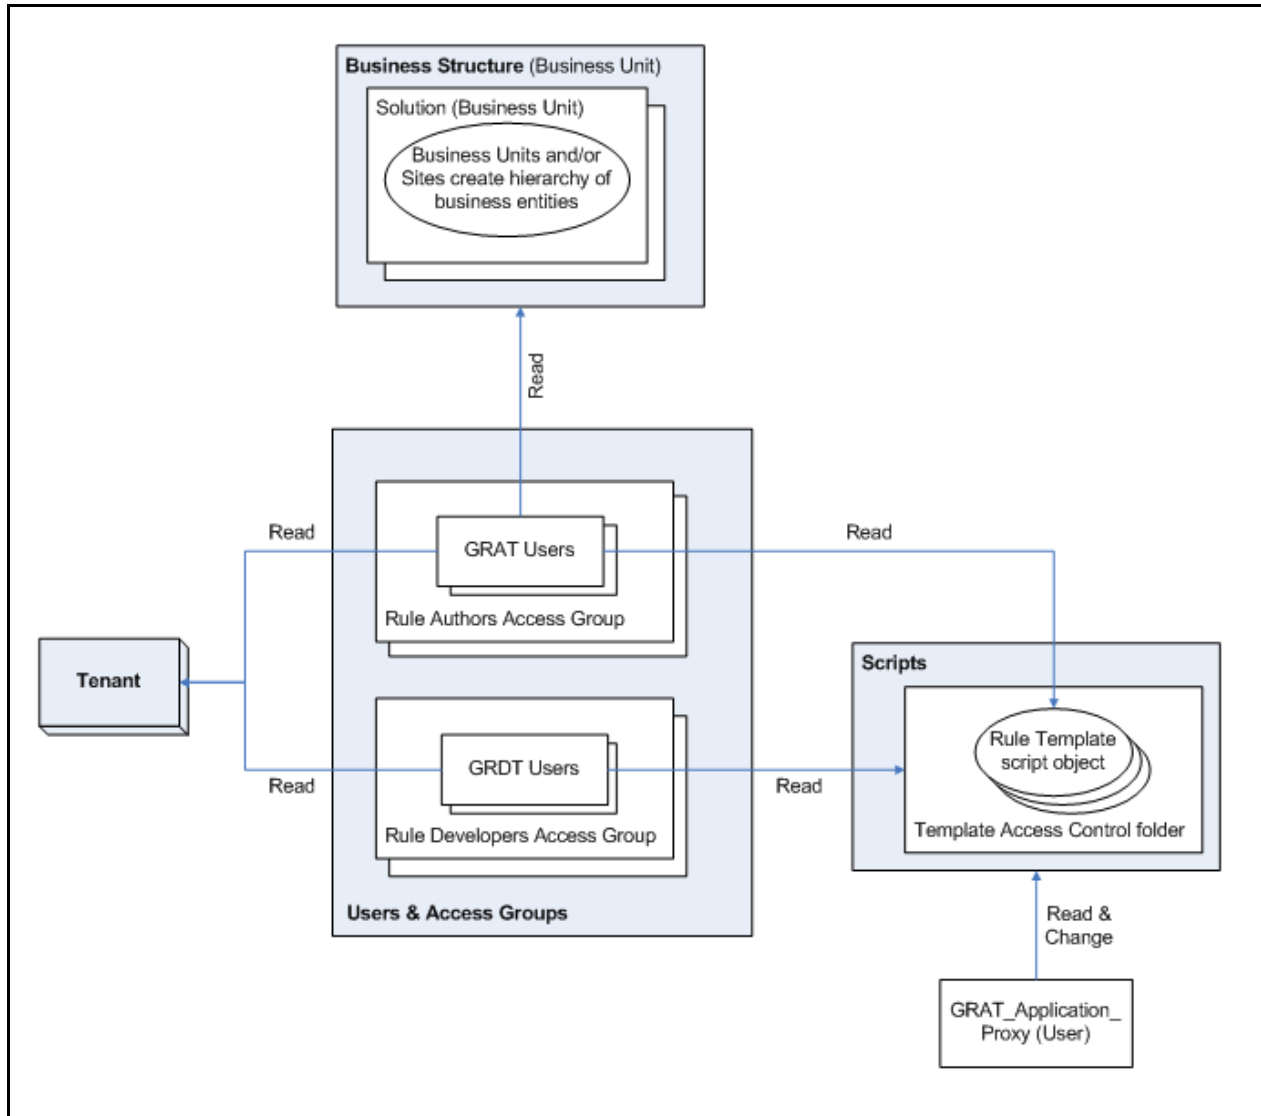 Business Structure (Business Unit)
Solution (Business Unit)
Business Units and/or
Sites create hierarchy of
business entities
Read
Read
GRAT Users
Read
Rule Authors Access Group
Tenant
Scripts
Rule Template
script object
Template Access Control folder
Read
GRDT Users
Read
Rule Developers Access Group
Users & Access Groups
Read &
Change
GRAT_Application_
Proxy (User)